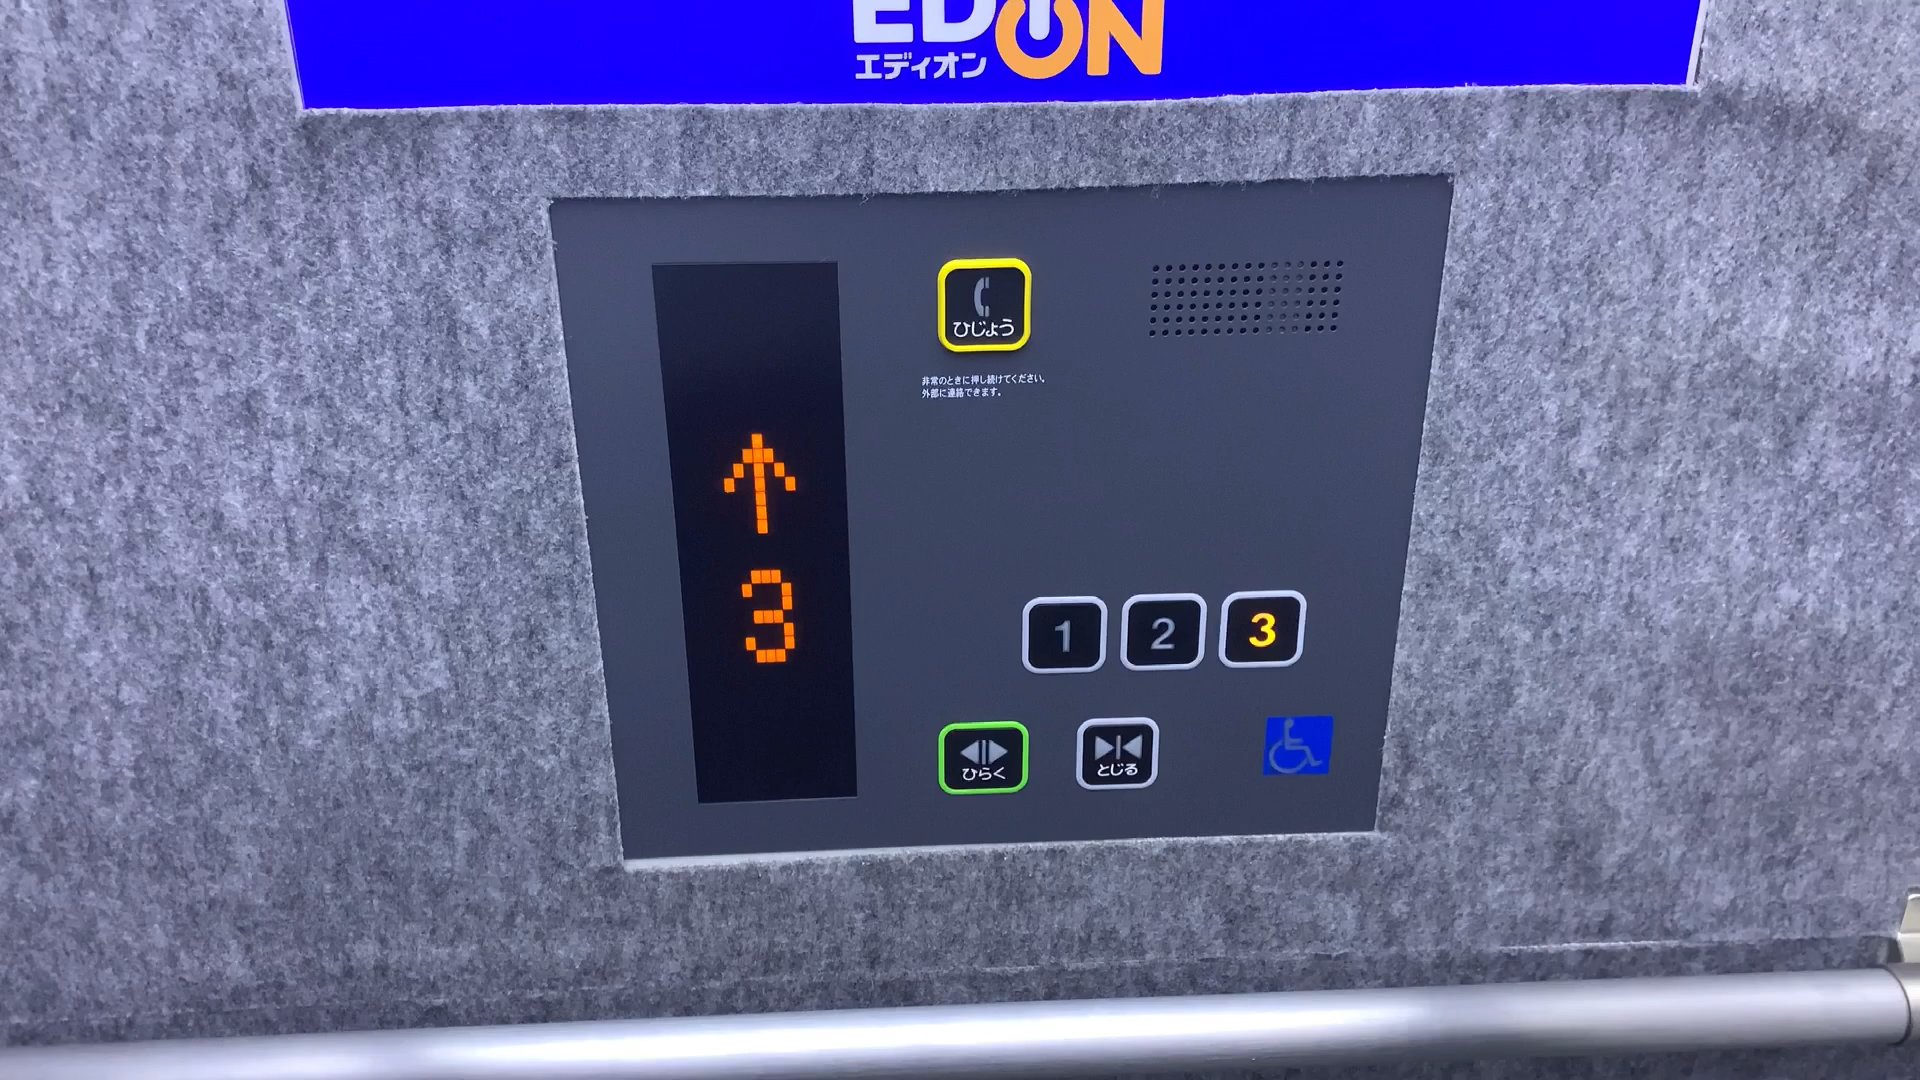 EDION
エディオン
ひじょう
非常のときに押し続けてください。
外部に連絡できます。
3
1 2 3
ひらく とじる